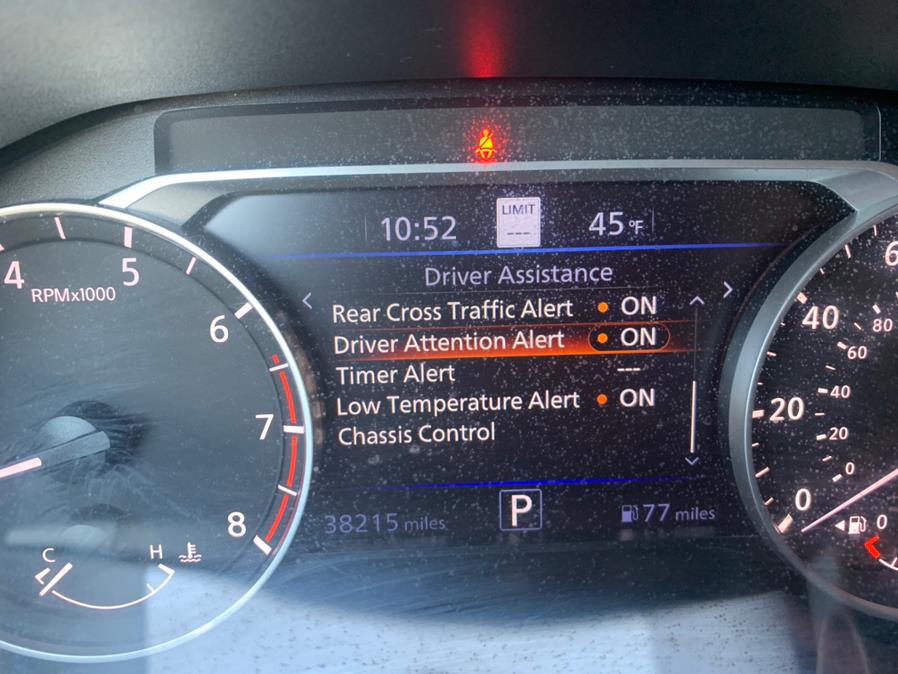 10:52
LIMIT
---
45°F
Driver Assistance
Rear Cross Traffic Alert ON
Driver Attention Alert ON
Timer Alert ---
Low Temperature Alert ON
Chassis Control
38215 miles
P
77 miles
4
5
6
7
8
RPMx1000
C
H
6
40
20
0
80
60
40
20
0
0